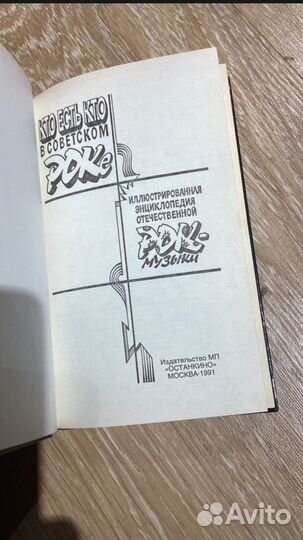 КТО ЕСТЬ КТО
В СОВЕТСКОМ
РОКе
ИЛЛЮСТРИРОВАННАЯ
ЭНЦИКЛОПЕДИЯ
ОТЕЧЕСТВЕННОЙ
РОК-
МУЗЫКИ
Издательство МП
«ОСТАНКИНО»
МОСКВА-1991
Avito